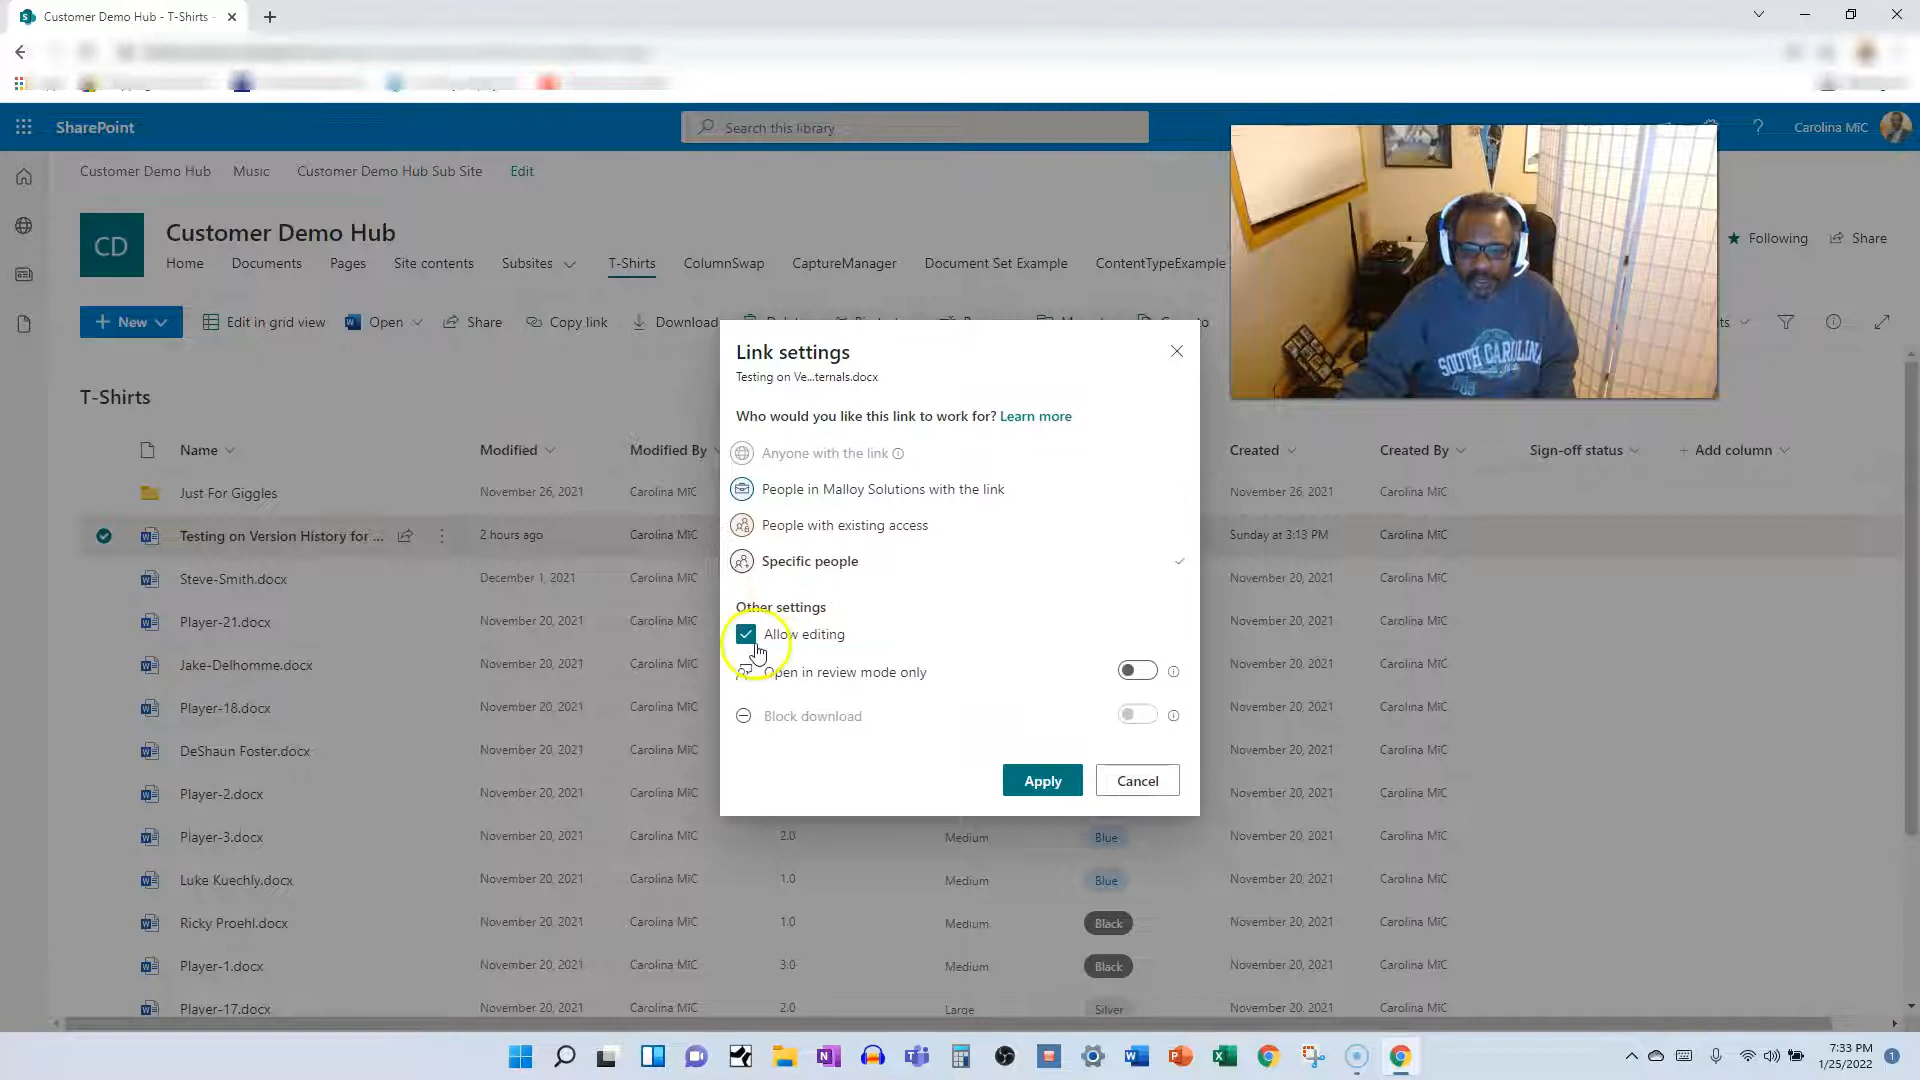 Customer Demo Hub - T-Shirts -
SharePoint
Search this library
Carolina MiC
Customer Demo Hub Music Customer Demo Hub Sub Site Edit
CD
Customer Demo Hub
Following Share
Home Documents Pages Site contents Subsites T-Shirts ColumnSwap CaptureManager Document Set Example ContentTypeExample
+ New Edit in grid view Open Share Copy link Download
Link settings
Testing on Ve...ternals.docx
Who would you like this link to work for? Learn more
Anyone with the link
People in Malloy Solutions with the link
People with existing access
Specific people
Other settings
Allow editing
Open in review mode only
Block download
Apply Cancel
SOUTH CAROLINA
T-Shirts
Name Modified Modified By Created Created By Sign-off status + Add column
Just For Giggles November 26, 2021 Carolina MiC November 26, 2021 Carolina MiC
Testing on Version History for ... 2 hours ago Carolina MiC Sunday at 3:13 PM Carolina MiC
Steve-Smith.docx December 1, 2021 Carolina MiC November 20, 2021 Carolina MiC
Player-21.docx November 20, 2021 Carolina MiC November 20, 2021 Carolina MiC
Jake-Delhomme.docx November 20, 2021 Carolina MiC November 20, 2021 Carolina MiC
Player-18.docx November 20, 2021 Carolina MiC November 20, 2021 Carolina MiC
DeShaun Foster.docx November 20, 2021 Carolina MiC November 20, 2021 Carolina MiC
Player-2.docx November 20, 2021 Carolina MiC November 20, 2021 Carolina MiC
Player-3.docx November 20, 2021 Carolina MiC 2.0 Medium Blue November 20, 2021 Carolina MiC
Luke Kuechly.docx November 20, 2021 Carolina MiC 1.0 Medium Blue November 20, 2021 Carolina MiC
Ricky Proehl.docx November 20, 2021 Carolina MiC 1.0 Medium Black November 20, 2021 Carolina MiC
Player-1.docx November 20, 2021 Carolina MiC 3.0 Medium Black November 20, 2021 Carolina MiC
Player-17.docx November 20, 2021 Carolina MiC 2.0 Large Silver November 20, 2021 Carolina MiC
7:33 PM
1/25/2022
1